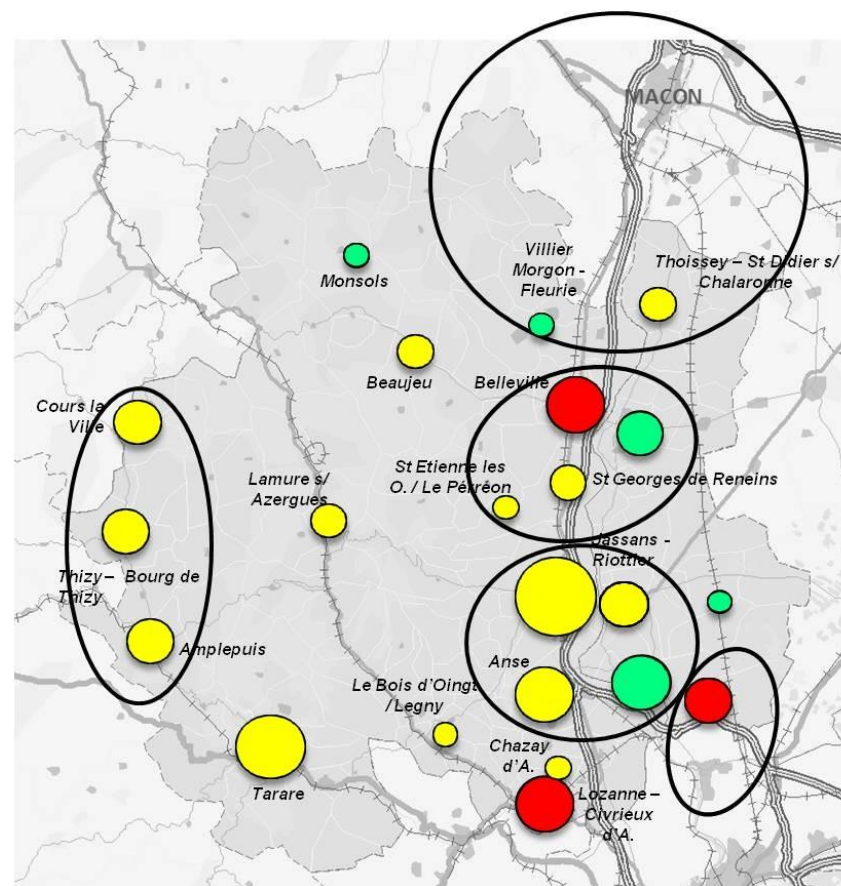 MACON
Villier
Morgon -
Fleurie
Thoissey – St Didier s/
Chalaronne
Monsols
Beaujeu
Belleville
Cours la
Ville
St Etienne les
O. / Le Pérréon
St Georges de Reneins
Lamure s/
Azergues
Jassans -
Riottier
Thizy – Bourg de
Thizy
Amplepuis
Anse
Le Bois d'Oingt
/Legny
Chazay
d'A.
Tarare
Lozanne –
Civrieux
d'A.